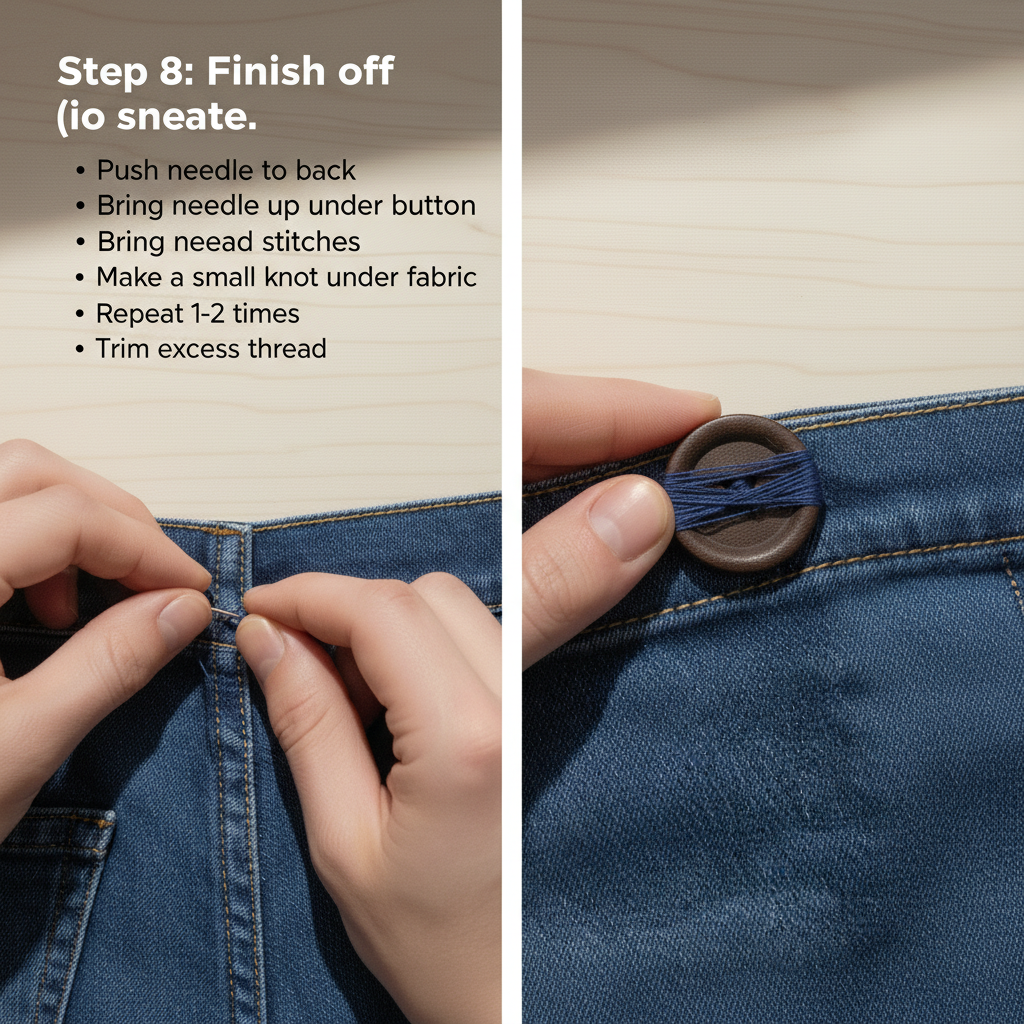 Step 8: Finish off
(io sneate.
• Push needle to back
• Bring needle up under button
• Bring neead stitches
• Make a small knot under fabric
• Repeat 1-2 times
• Trim excess thread